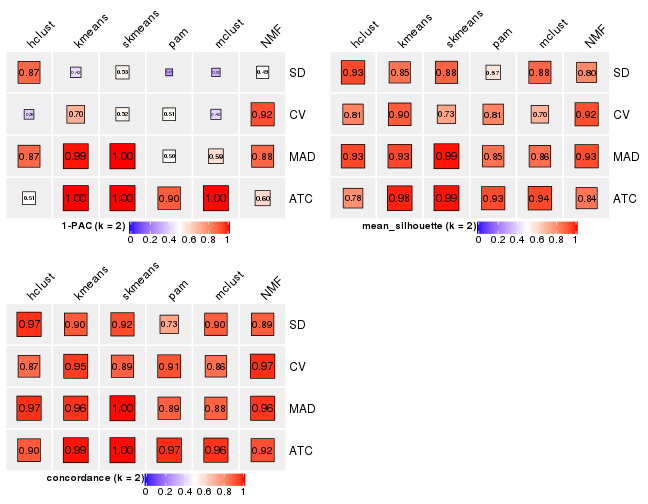 hclust kmeans skmeans pam mclust NMF
0.87 0.53 0.49 SD
0.70 0.52 0.51 0.92 CV
0.87 0.99 1.00 0.50 0.59 0.88 MAD
0.51 1.00 1.00 0.90 1.00 0.60 ATC
1-PAC (k = 2)
0 0.2 0.4 0.6 0.8 1
hclust kmeans skmeans pam mclust NMF
0.93 0.85 0.88 0.57 0.88 0.80 SD
0.81 0.90 0.73 0.81 0.70 0.92 CV
0.93 0.93 0.99 0.85 0.86 0.93 MAD
0.78 0.98 0.99 0.93 0.94 0.84 ATC
mean_silhouette (k = 2)
0 0.2 0.4 0.6 0.8 1
hclust kmeans skmeans pam mclust NMF
0.97 0.90 0.92 0.73 0.90 0.89 SD
0.87 0.95 0.89 0.91 0.86 0.97 CV
0.97 0.96 1.00 0.89 0.88 0.96 MAD
0.90 0.99 1.00 0.97 0.96 0.92 ATC
concordance (k = 2)
0 0.2 0.4 0.6 0.8 1